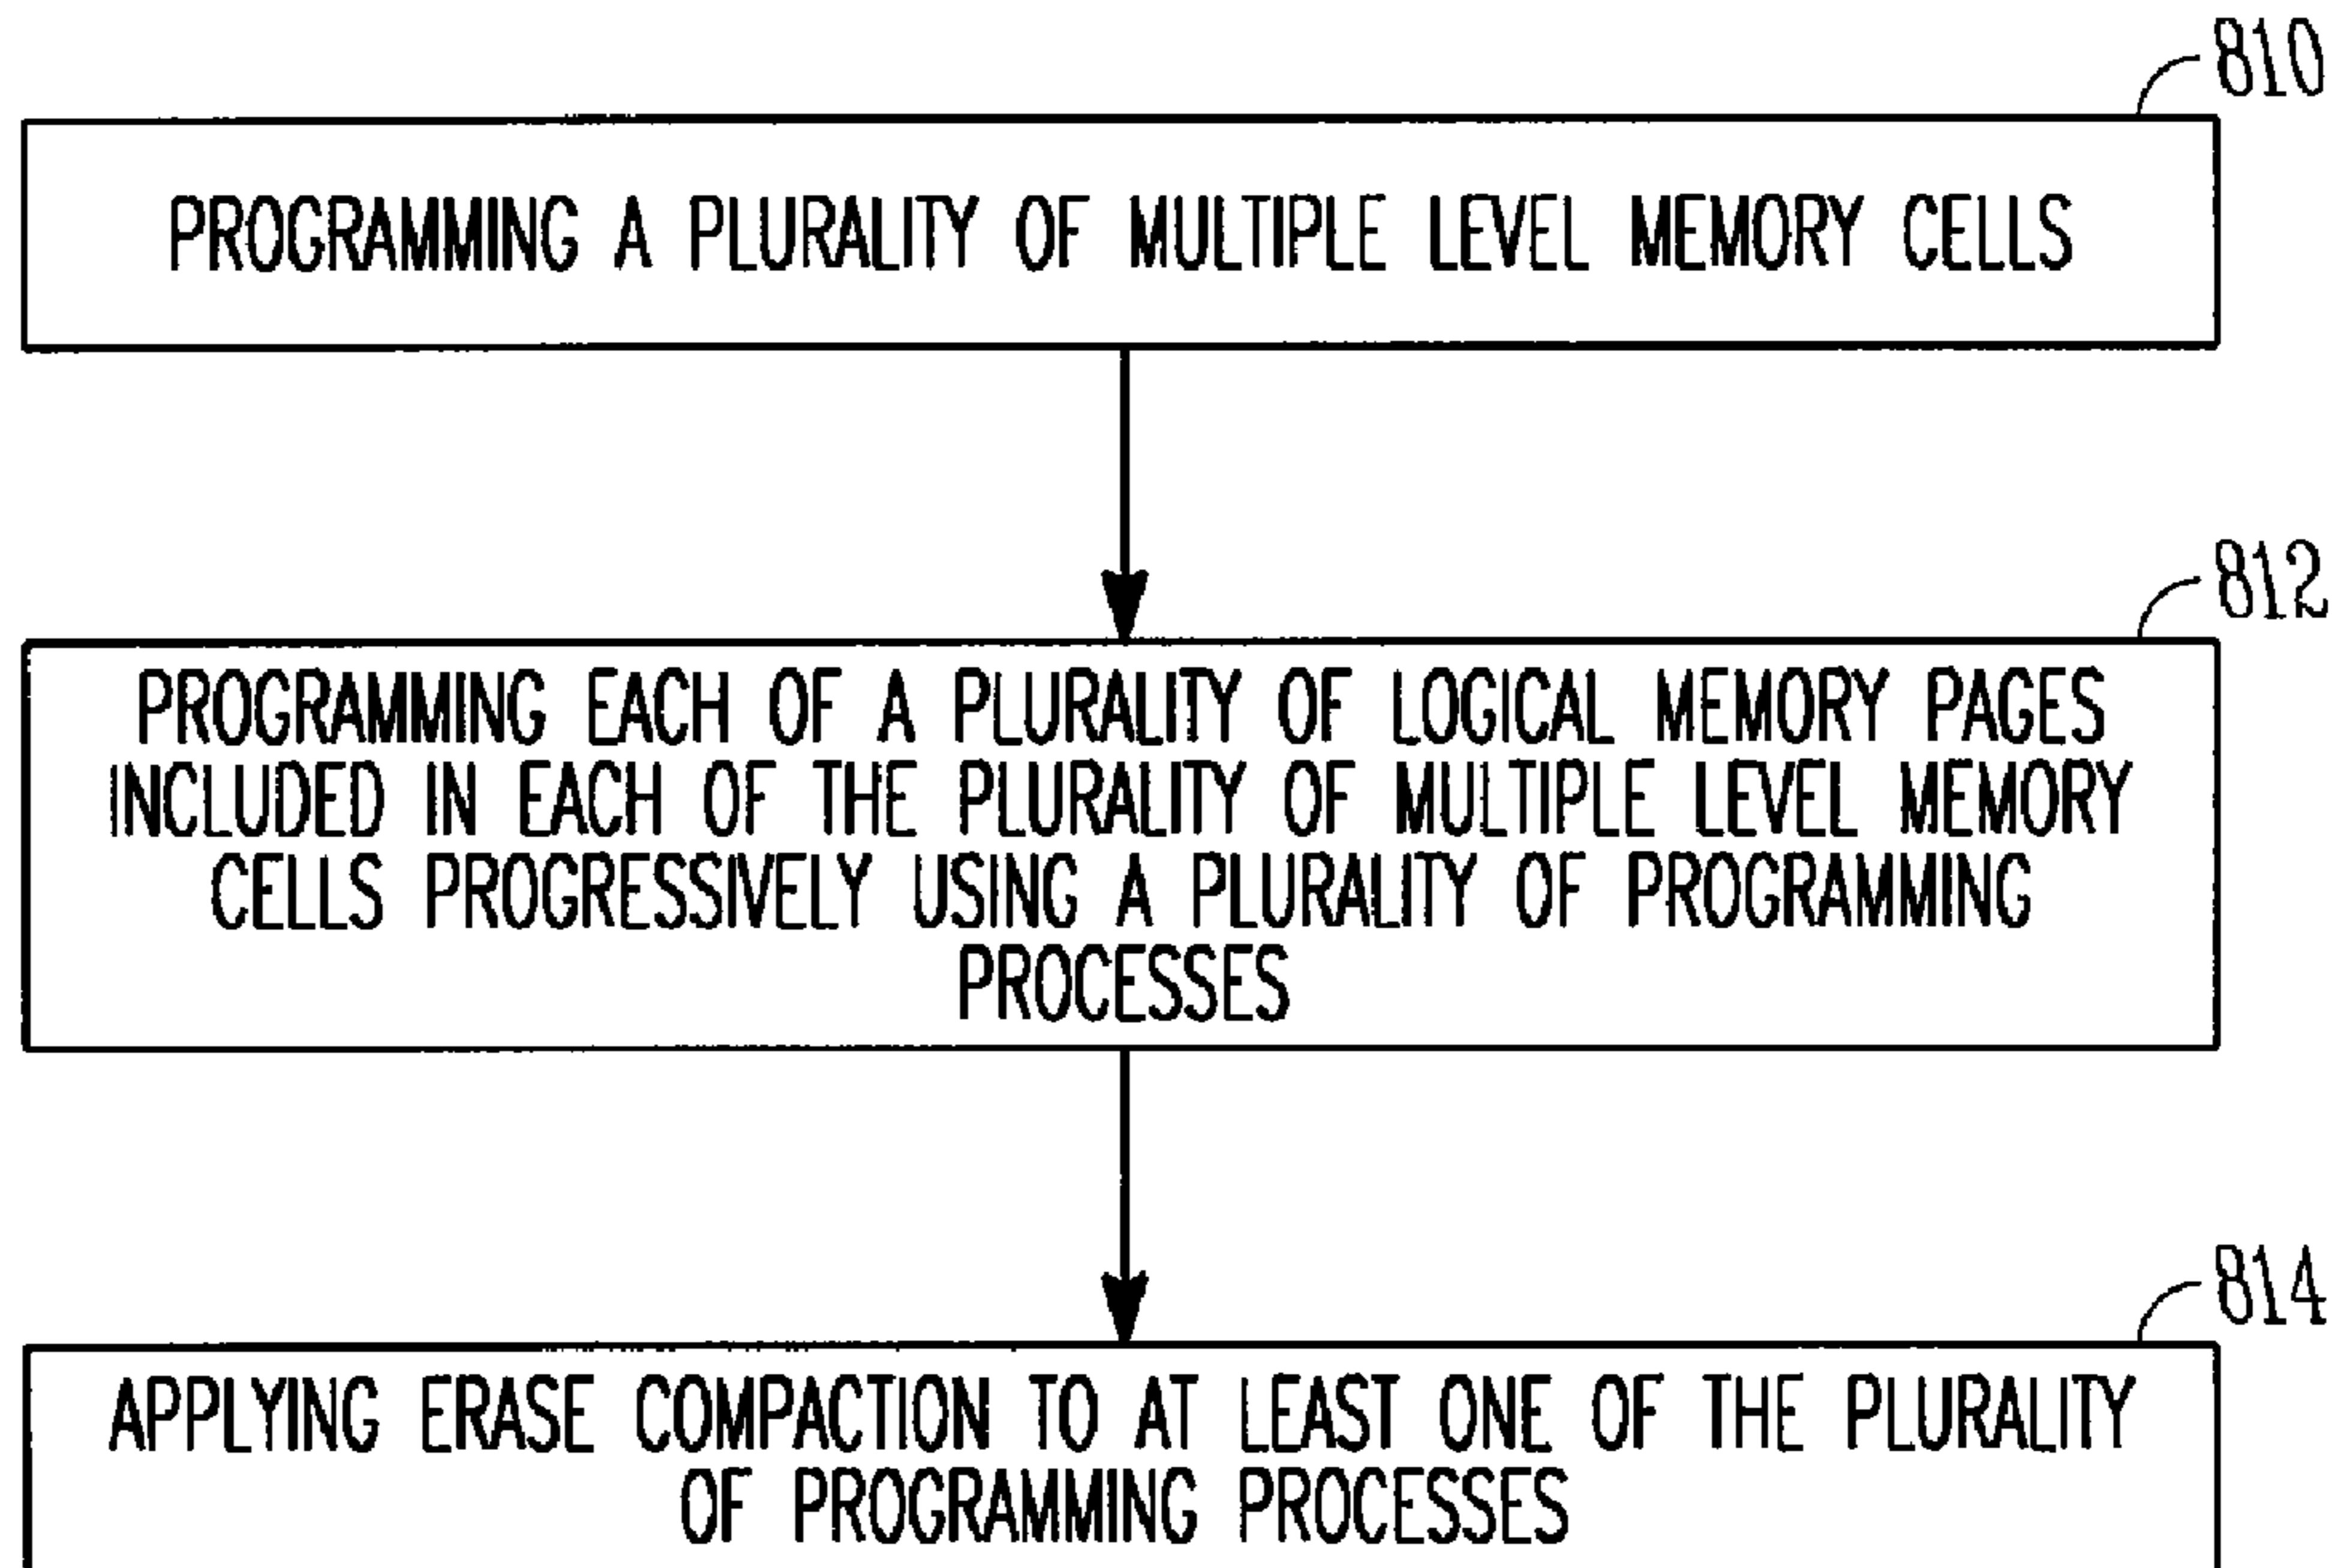 810
PROGRAMMING A PLURALITY OF MULTIPLE LEVEL MEMORY CELLS
812
PROGRAMMING EACH OF A PLURALITY OF LOGICAL MEMORY PAGES
INCLUDED IN EACH OF THE PLURALITY OF MULTIPLE LEVEL MEMORY
CELLS PROGRESSIVELY USING A PLURALITY OF PROGRAMMING
PROCESSES
814
APPLYING ERASE COMPACTION TO AT LEAST ONE OF THE PLURALITY
OF PROGRAMMING PROCESSES